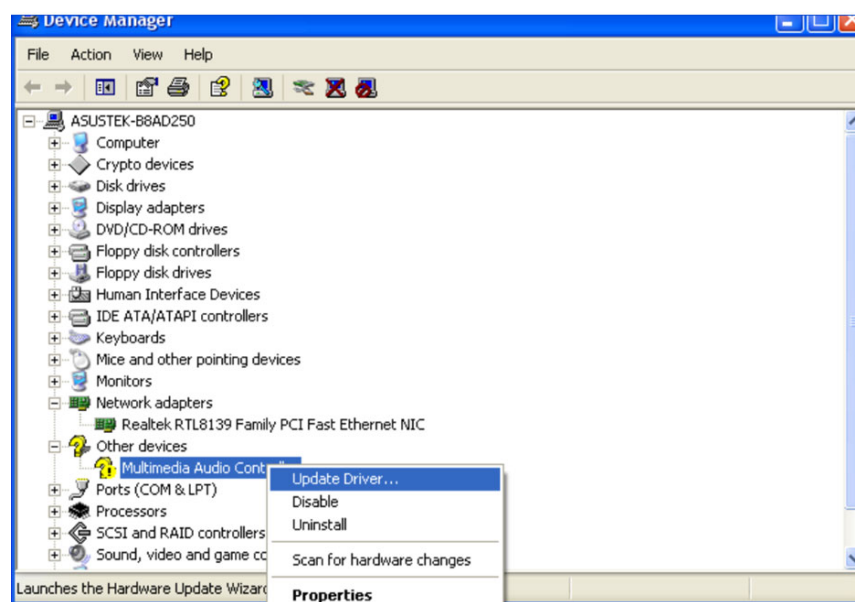 Device Manager
File Action View Help
ASUSTEK-B8AD250
Computer
Crypto devices
Disk drives
Display adapters
DVD/CD-ROM drives
Floppy disk controllers
Floppy disk drives
Human Interface Devices
IDE ATA/ATAPI controllers
Keyboards
Mice and other pointing devices
Monitors
Network adapters
Realtek RTL8139 Family PCI Fast Ethernet NIC
Other devices
Multimedia Audio Cont
Update Driver...
Ports (COM & LPT)
Disable
Processors
Uninstall
SCSI and RAID controllers
Sound, video and game co
Scan for hardware changes
Launches the Hardware Update Wizard
Properties